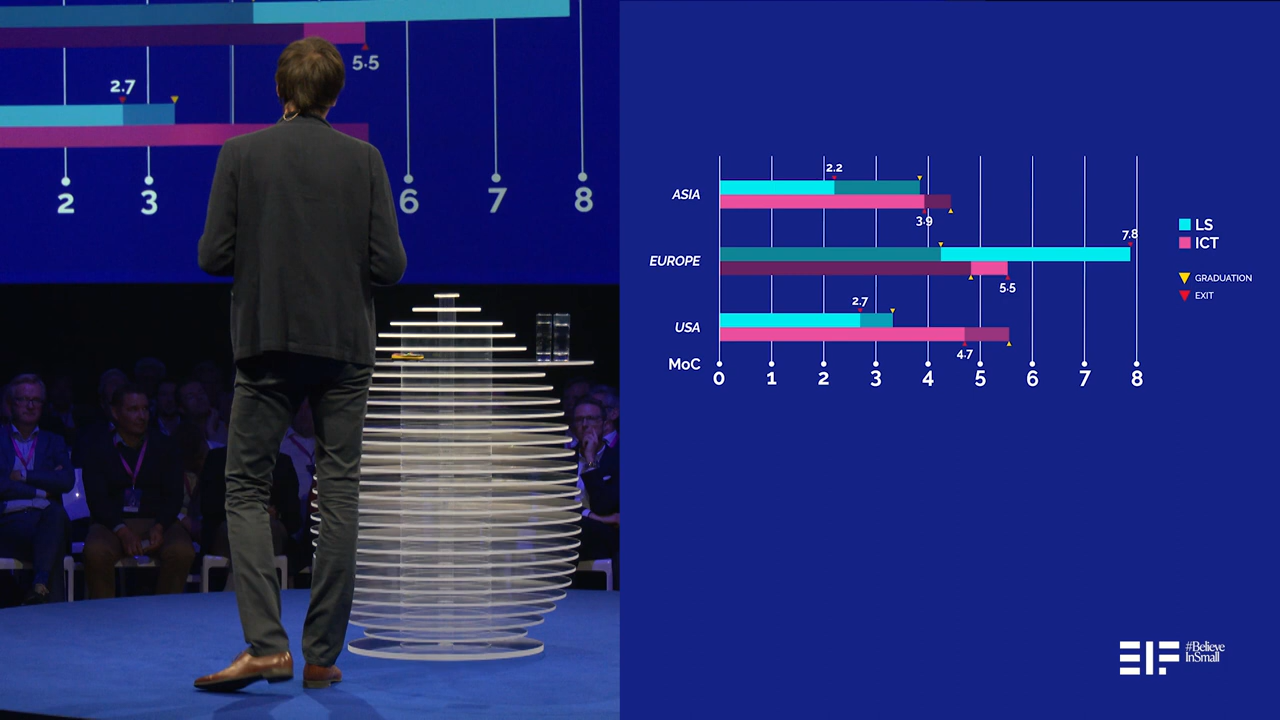 5.5
2.7
2
3
6
7
8
2.2
ASIA
3.9
7.8
EUROPE
5.5
2.7
USA
4.7
MoC
0 1 2 3 4 5 6 7 8
LS
ICT
GRADUATION
EXIT
EIF
#Believe
InSmall